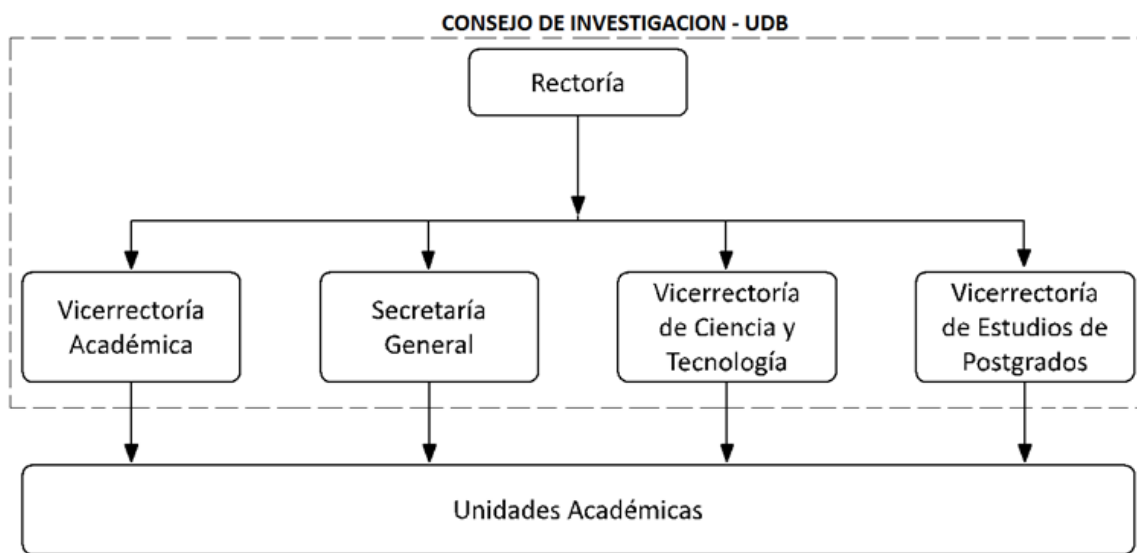 CONSEJO DE INVESTIGACION - UDB
Rectoría
Vicerrectoría
Académica
Secretaría
General
Vicerrectoría
de Ciencia y
Tecnología
Vicerrectoría
de Estudios de
Postgrados
Unidades Académicas